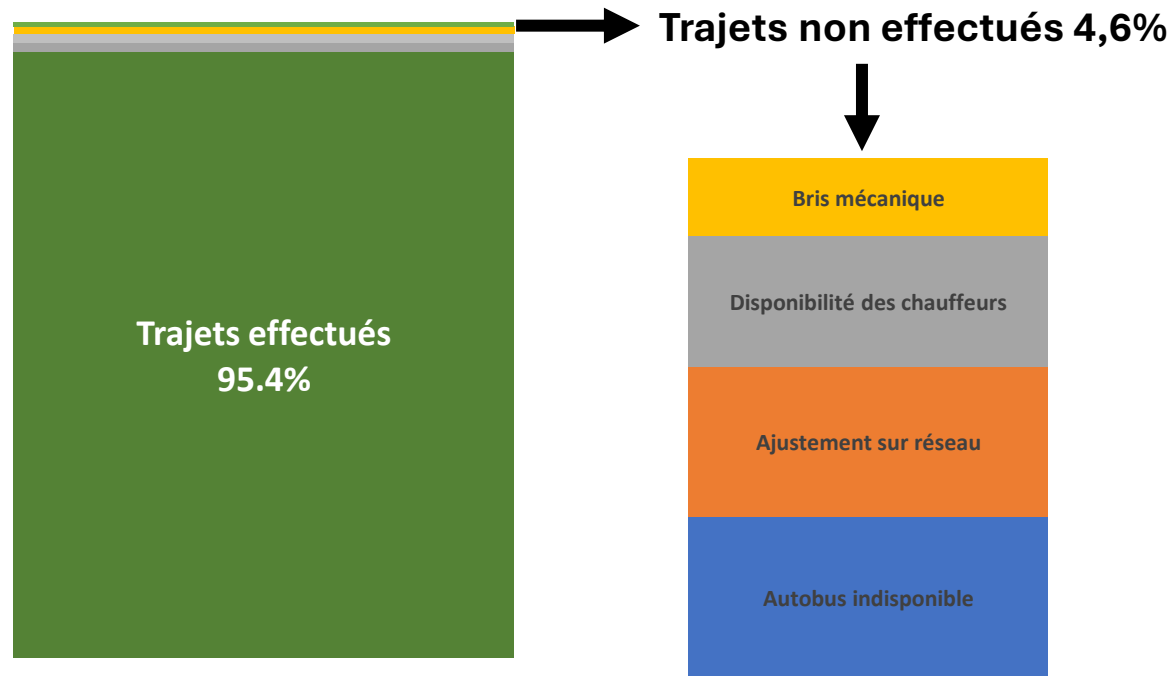 Trajets non effectués 4,6%
Trajets effectués
95.4%
Bris mécanique
Disponibilité des chauffeurs
Ajustement sur réseau
Autobus indisponible